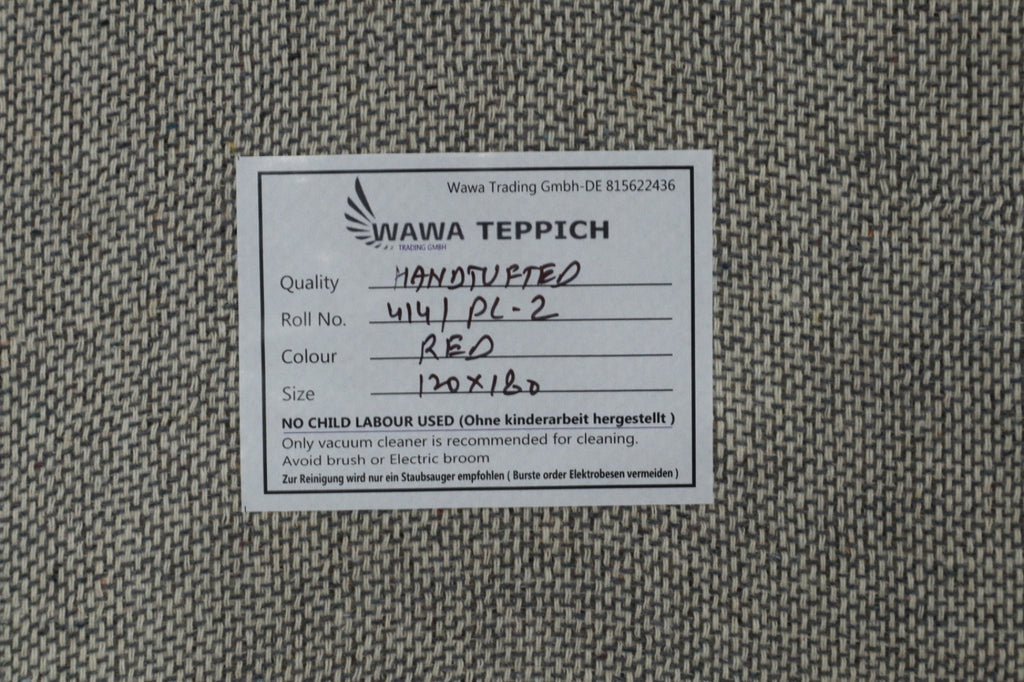 Wawa Trading Gmbh-DE 815622436
WAWA TEPPICH
TRADING GMBH
Quality HANDTUFTED
Roll No. 414/PL-2
Colour RED
Size 120X180
NO CHILD LABOUR USED (Ohne kinderarbeit hergestellt )
Only vacuum cleaner is recommended for cleaning.
Avoid brush or Electric broom
Zur Reinigung wird nur ein Staubsauger empfohlen ( Burste order Elektrobesen vermeiden )